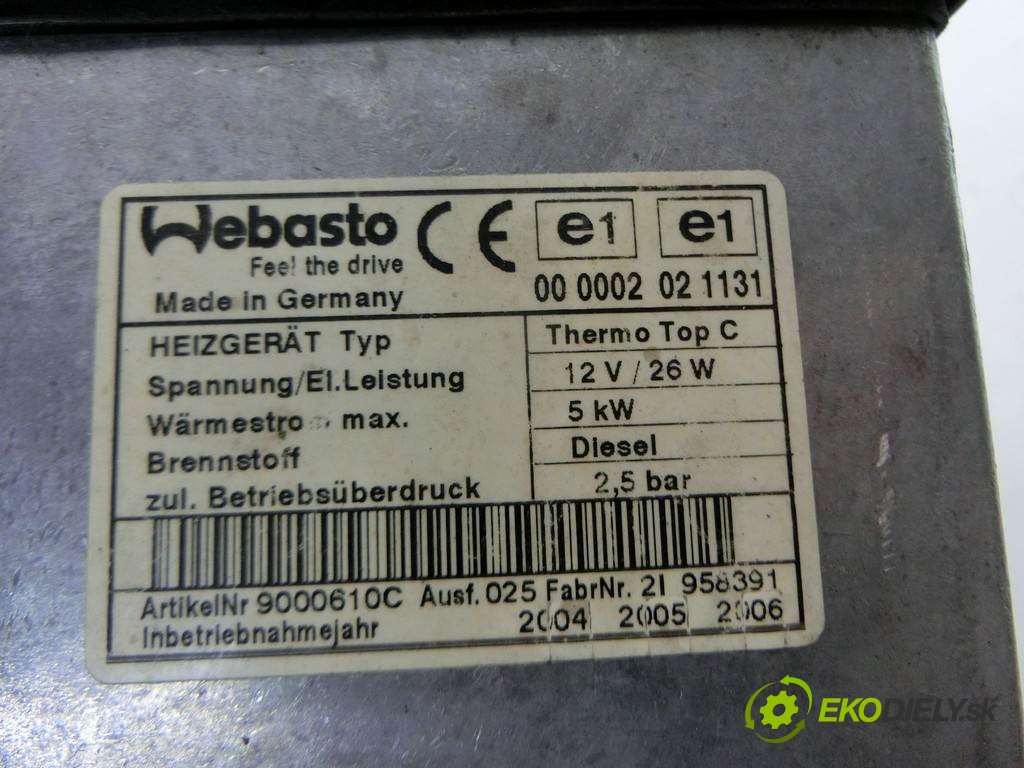 Webasto CE e1 e1
Feel the drive
Made in Germany 00 0002 02 1131
HEIZGERÄT Typ Thermo Top C
Spannung/El.Leistung 12 V / 26 W
max. 5 kW
Brennstoff Diesel
zul. Betriebsüberdruck 2,5 bar
ArtikelNr 9000610C Ausf. 025 FabrNr. 21 958391
Inbetriebnahmejahr 2004 2005 2006
EKODIELY.sk